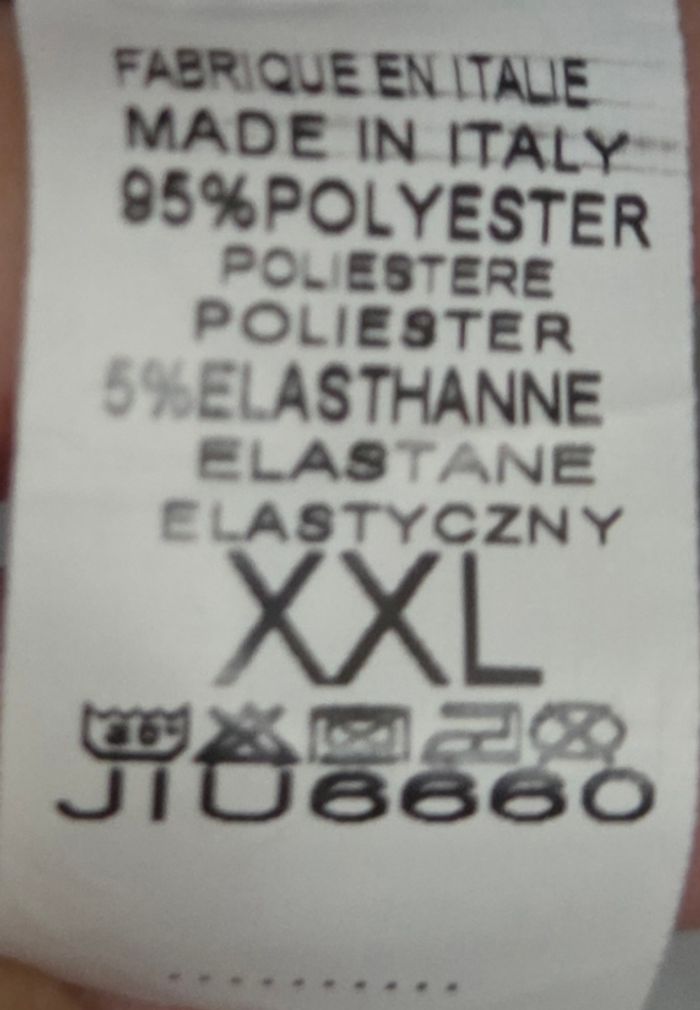 FABRIQUE EN ITALIE
MADE IN ITALY
95%POLYESTER
POLIESTERE
POLIESTER
5%ELASTHANNE
ELASTANE
ELASTYCZNY
XXL
JIU6660